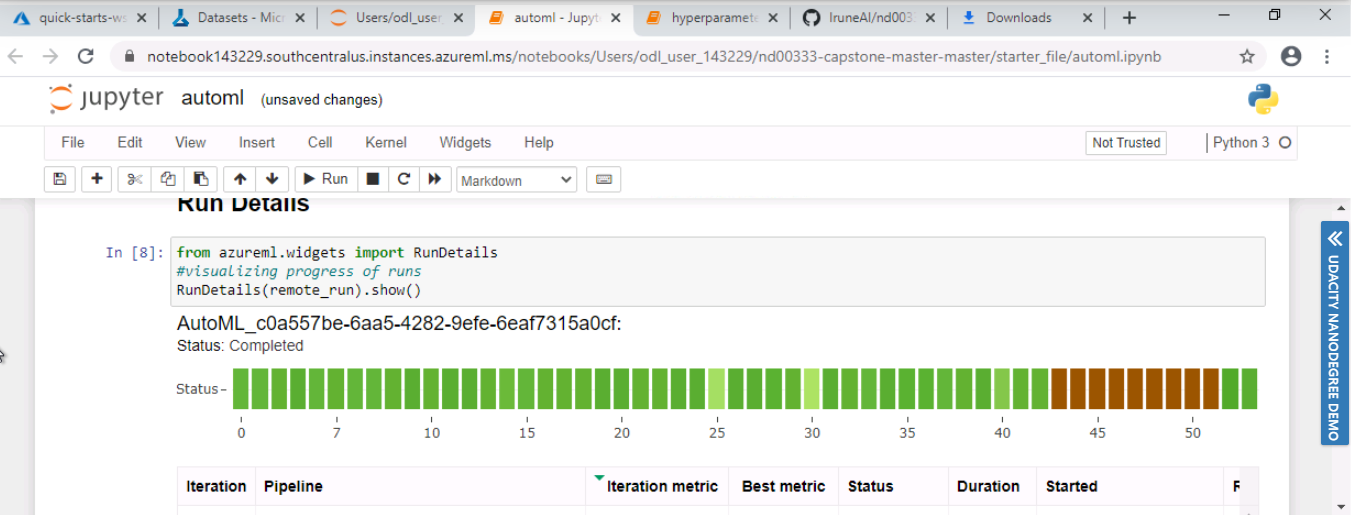 quick-starts-ws
Datasets - Micr
Users/odl_user_
automl - Jupyt
hyperparamete
IruneAI/nd0033
Downloads
notebook143229.southcentralus.instances.azureml.ms/notebooks/Users/odl_user_143229/nd00333-capstone-master-master/starter_file/automl.ipynb
jupyter automl (unsaved changes)
File Edit View Insert Cell Kernel Widgets Help Not Trusted Python 3
Run Markdown
Run Details
In [8]: from azureml.widgets import RunDetails
#visualizing progress of runs
RunDetails(remote_run).show()
AutoML_c0a557be-6aa5-4282-9efe-6eaf7315a0cf:
Status: Completed
Status
0 7 10 15 20 25 30 35 40 45 50
Iteration Pipeline Iteration metric Best metric Status Duration Started
UDACITY NANODEGREE DEMO